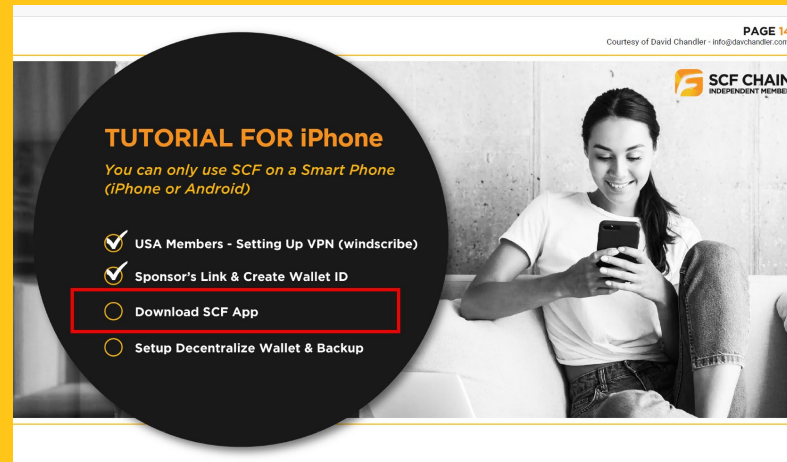 PAGE 14
Courtesy of David Chandler - info@davchandler.com
SCF CHAIN
INDEPENDENT MEMBER
TUTORIAL FOR iPhone
You can only use SCF on a Smart Phone
(iPhone or Android)
USA Members - Setting Up VPN (windscribe)
Sponsor's Link & Create Wallet ID
Download SCF App
Setup Decentralize Wallet & Backup